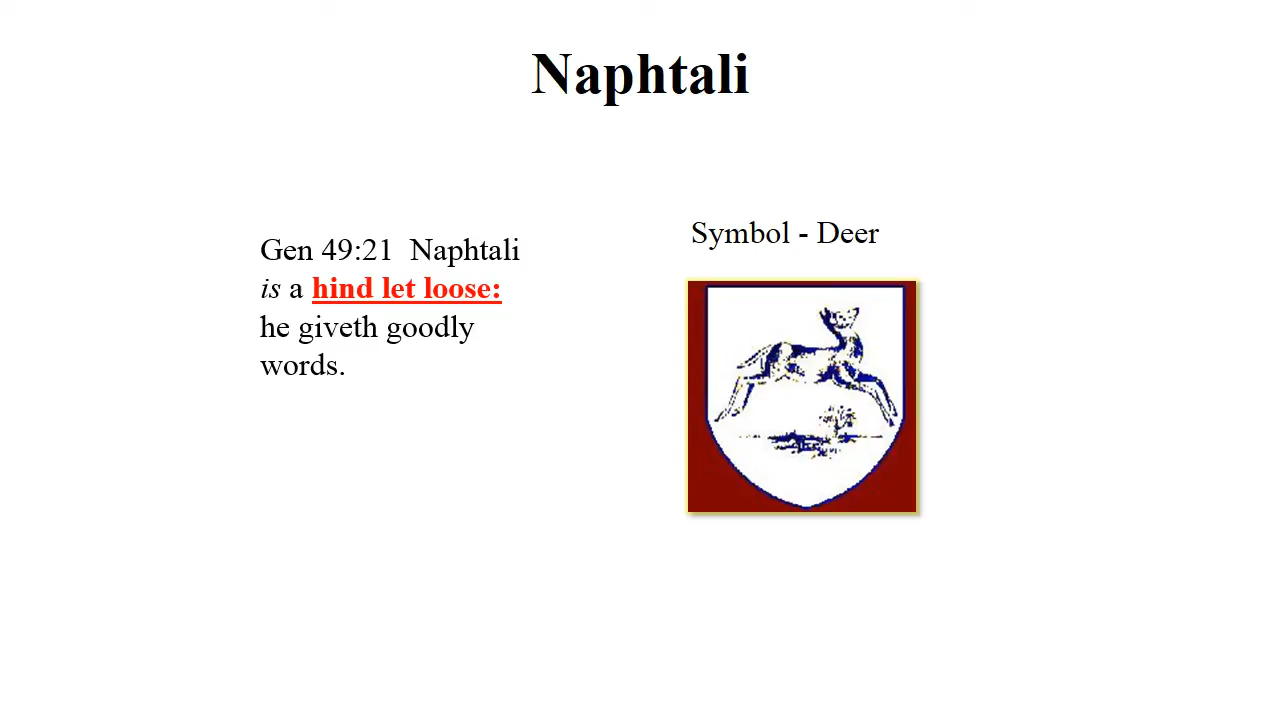 Naphtali
Gen 49:21  Naphtali
is a hind let loose:
he giveth goodly
words.
Symbol - Deer